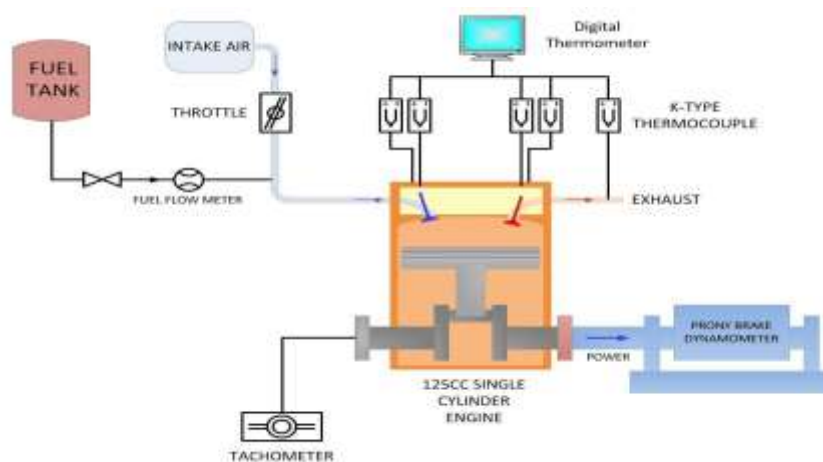 FUEL
TANK
INTAKE AIR
THROTTLE
FUEL FLOW METER
Digital
Thermometer
K-TYPE
THERMOCOUPLE
EXHAUST
PRONY BRAKE
DYNAMOMETER
POWER
125CC SINGLE
CYLINDER
ENGINE
TACHOMETER